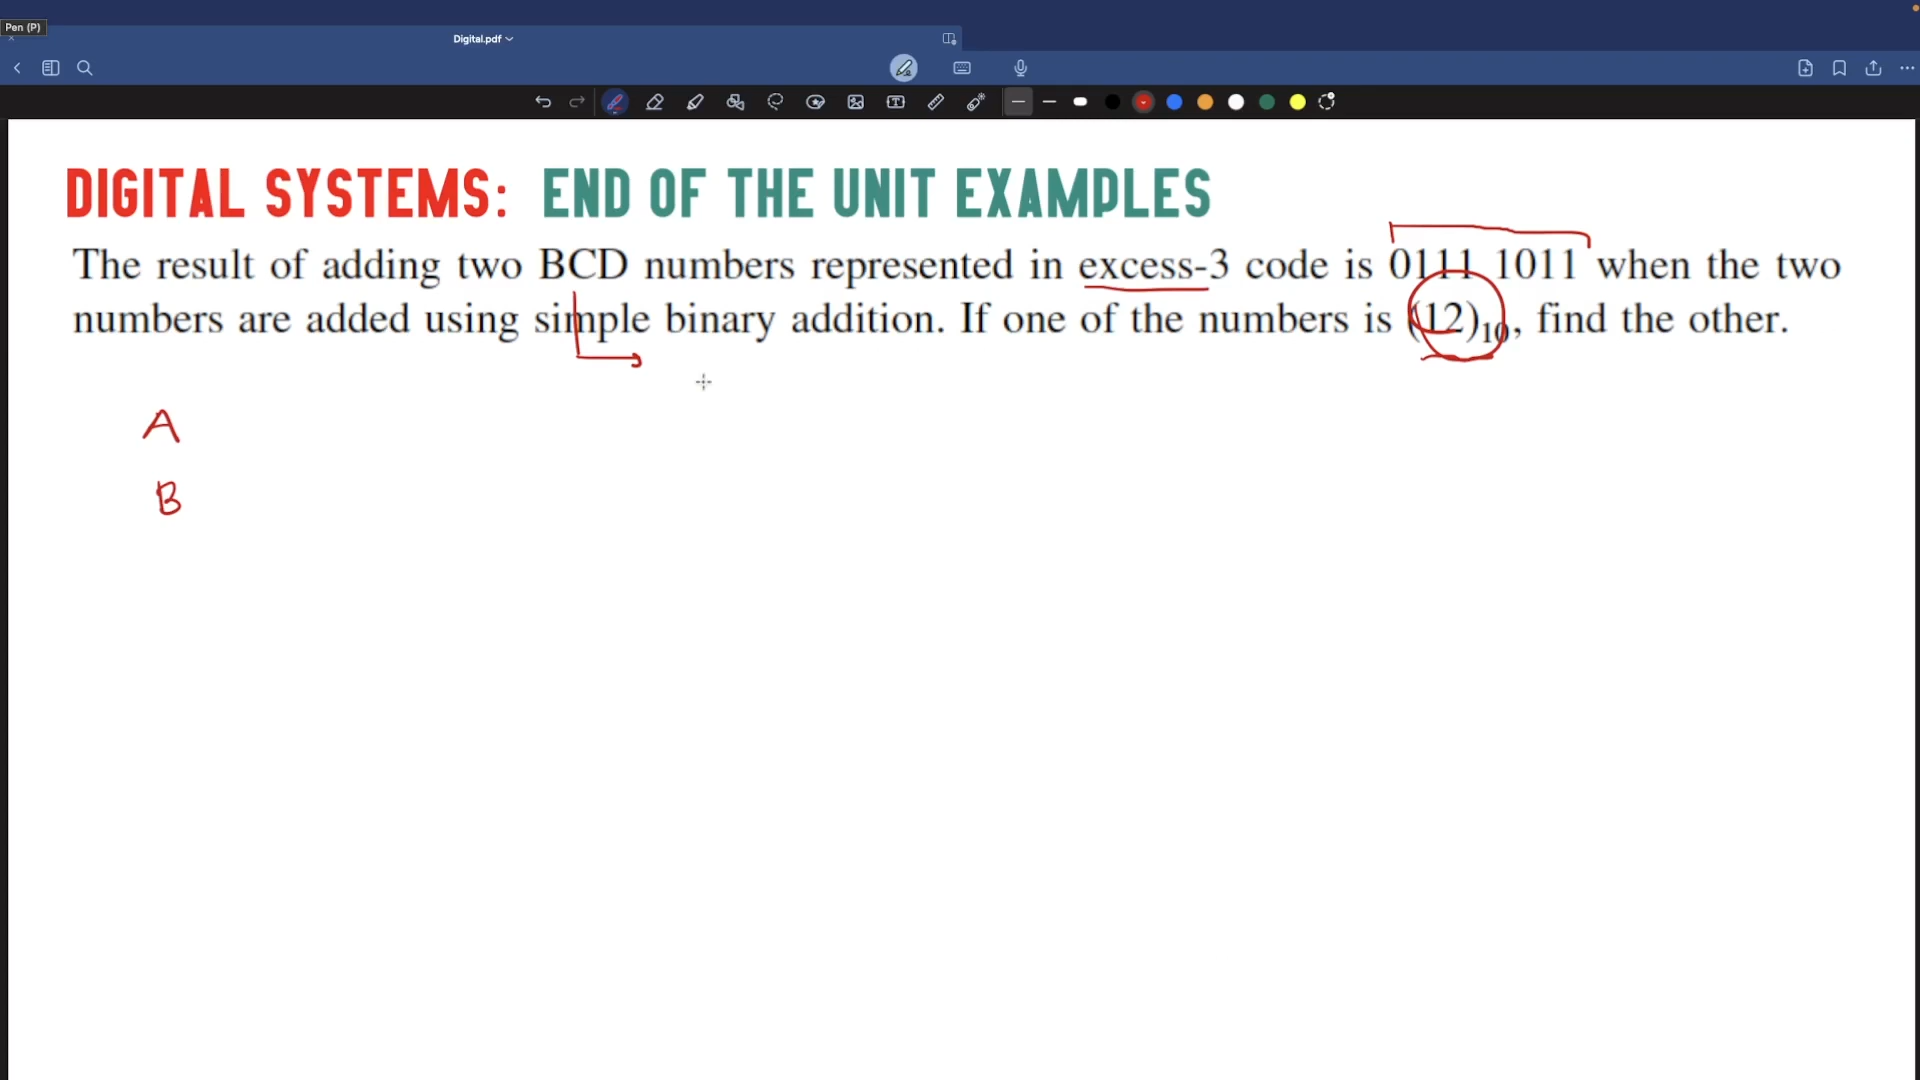 Pen (P)
Digital.pdf
DIGITAL SYSTEMS: END OF THE UNIT EXAMPLES
The result of adding two BCD numbers represented in excess-3 code is 0111 1011 when the two
numbers are added using simple binary addition. If one of the numbers is (12)₁₀, find the other.
A
B